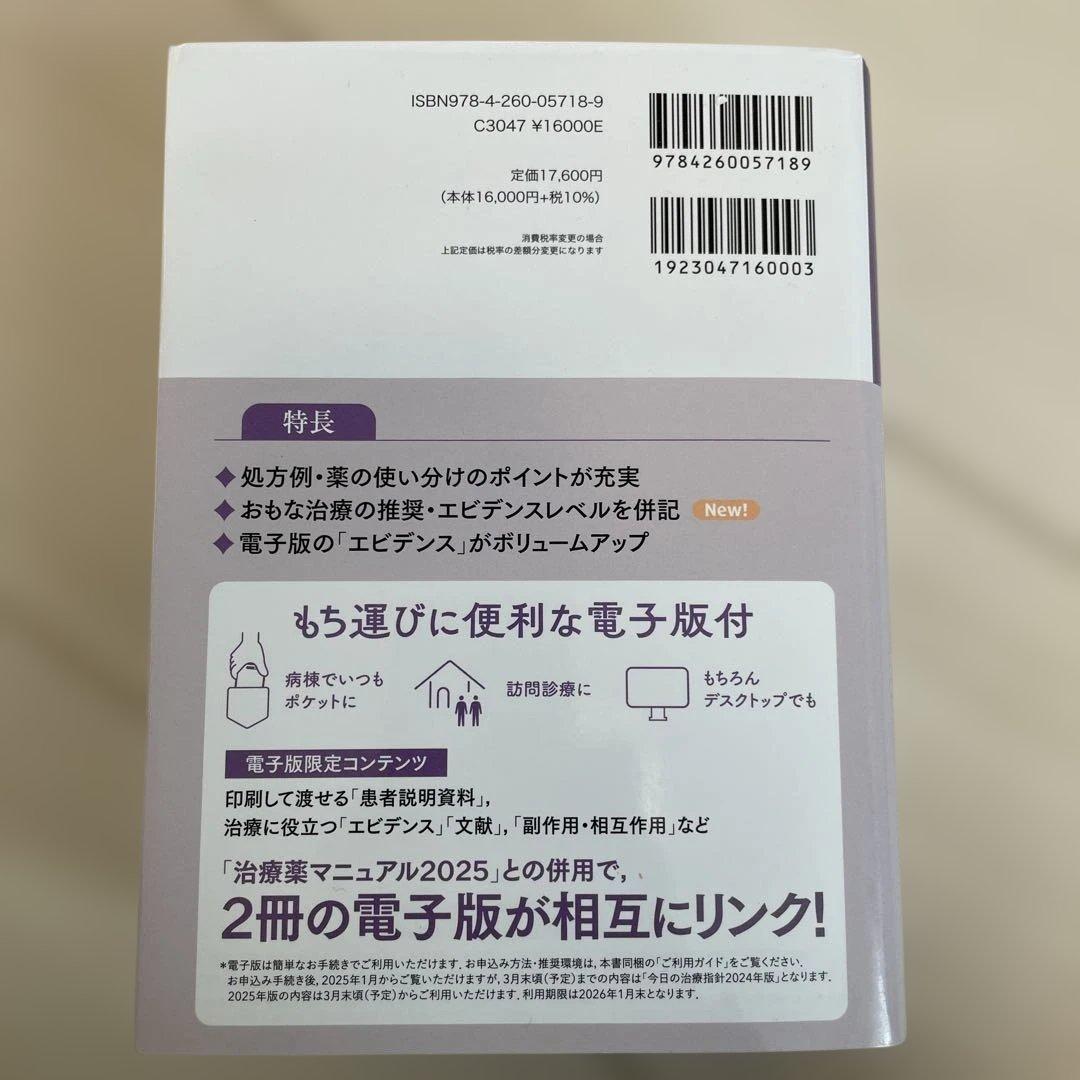 ISBN978-4-260-05718-9
C3047 ¥16000E
9784260057189
定価17,600円
(本体16,000円+税10%)
消費税率変更の場合
上記定価は税率の差額分変更になります
1923047160003
特長
◆処方例・薬の使い分けのポイントが充実
◆おもな治療の推奨・エビデンスレベルを併記 New!
◆電子版の「エビデンス」がボリュームアップ
もち運びに便利な電子版付
病棟でいつも
ポケットに
訪問診療に
もちろん
デスクトップでも
電子版限定コンテンツ
印刷して渡せる「患者説明資料」,
治療に役立つ「エビデンス」「文献」,「副作用・相互作用」など
「治療薬マニュアル2025」との併用で,
2冊の電子版が相互にリンク!
*電子版は簡単なお手続きでご利用いただけます. お申込み方法・推奨環境は, 本書同梱の「ご利用ガイド」をご覧ください.
お申込み手続き後, 2025年1月からご覧いただけますが, 3月末頃(予定)までの内容は「今日の治療指針2024年版」となります.
2025年版の内容は3月末頃(予定)からご利用いただけます. 利用期限は2026年1月末となります.